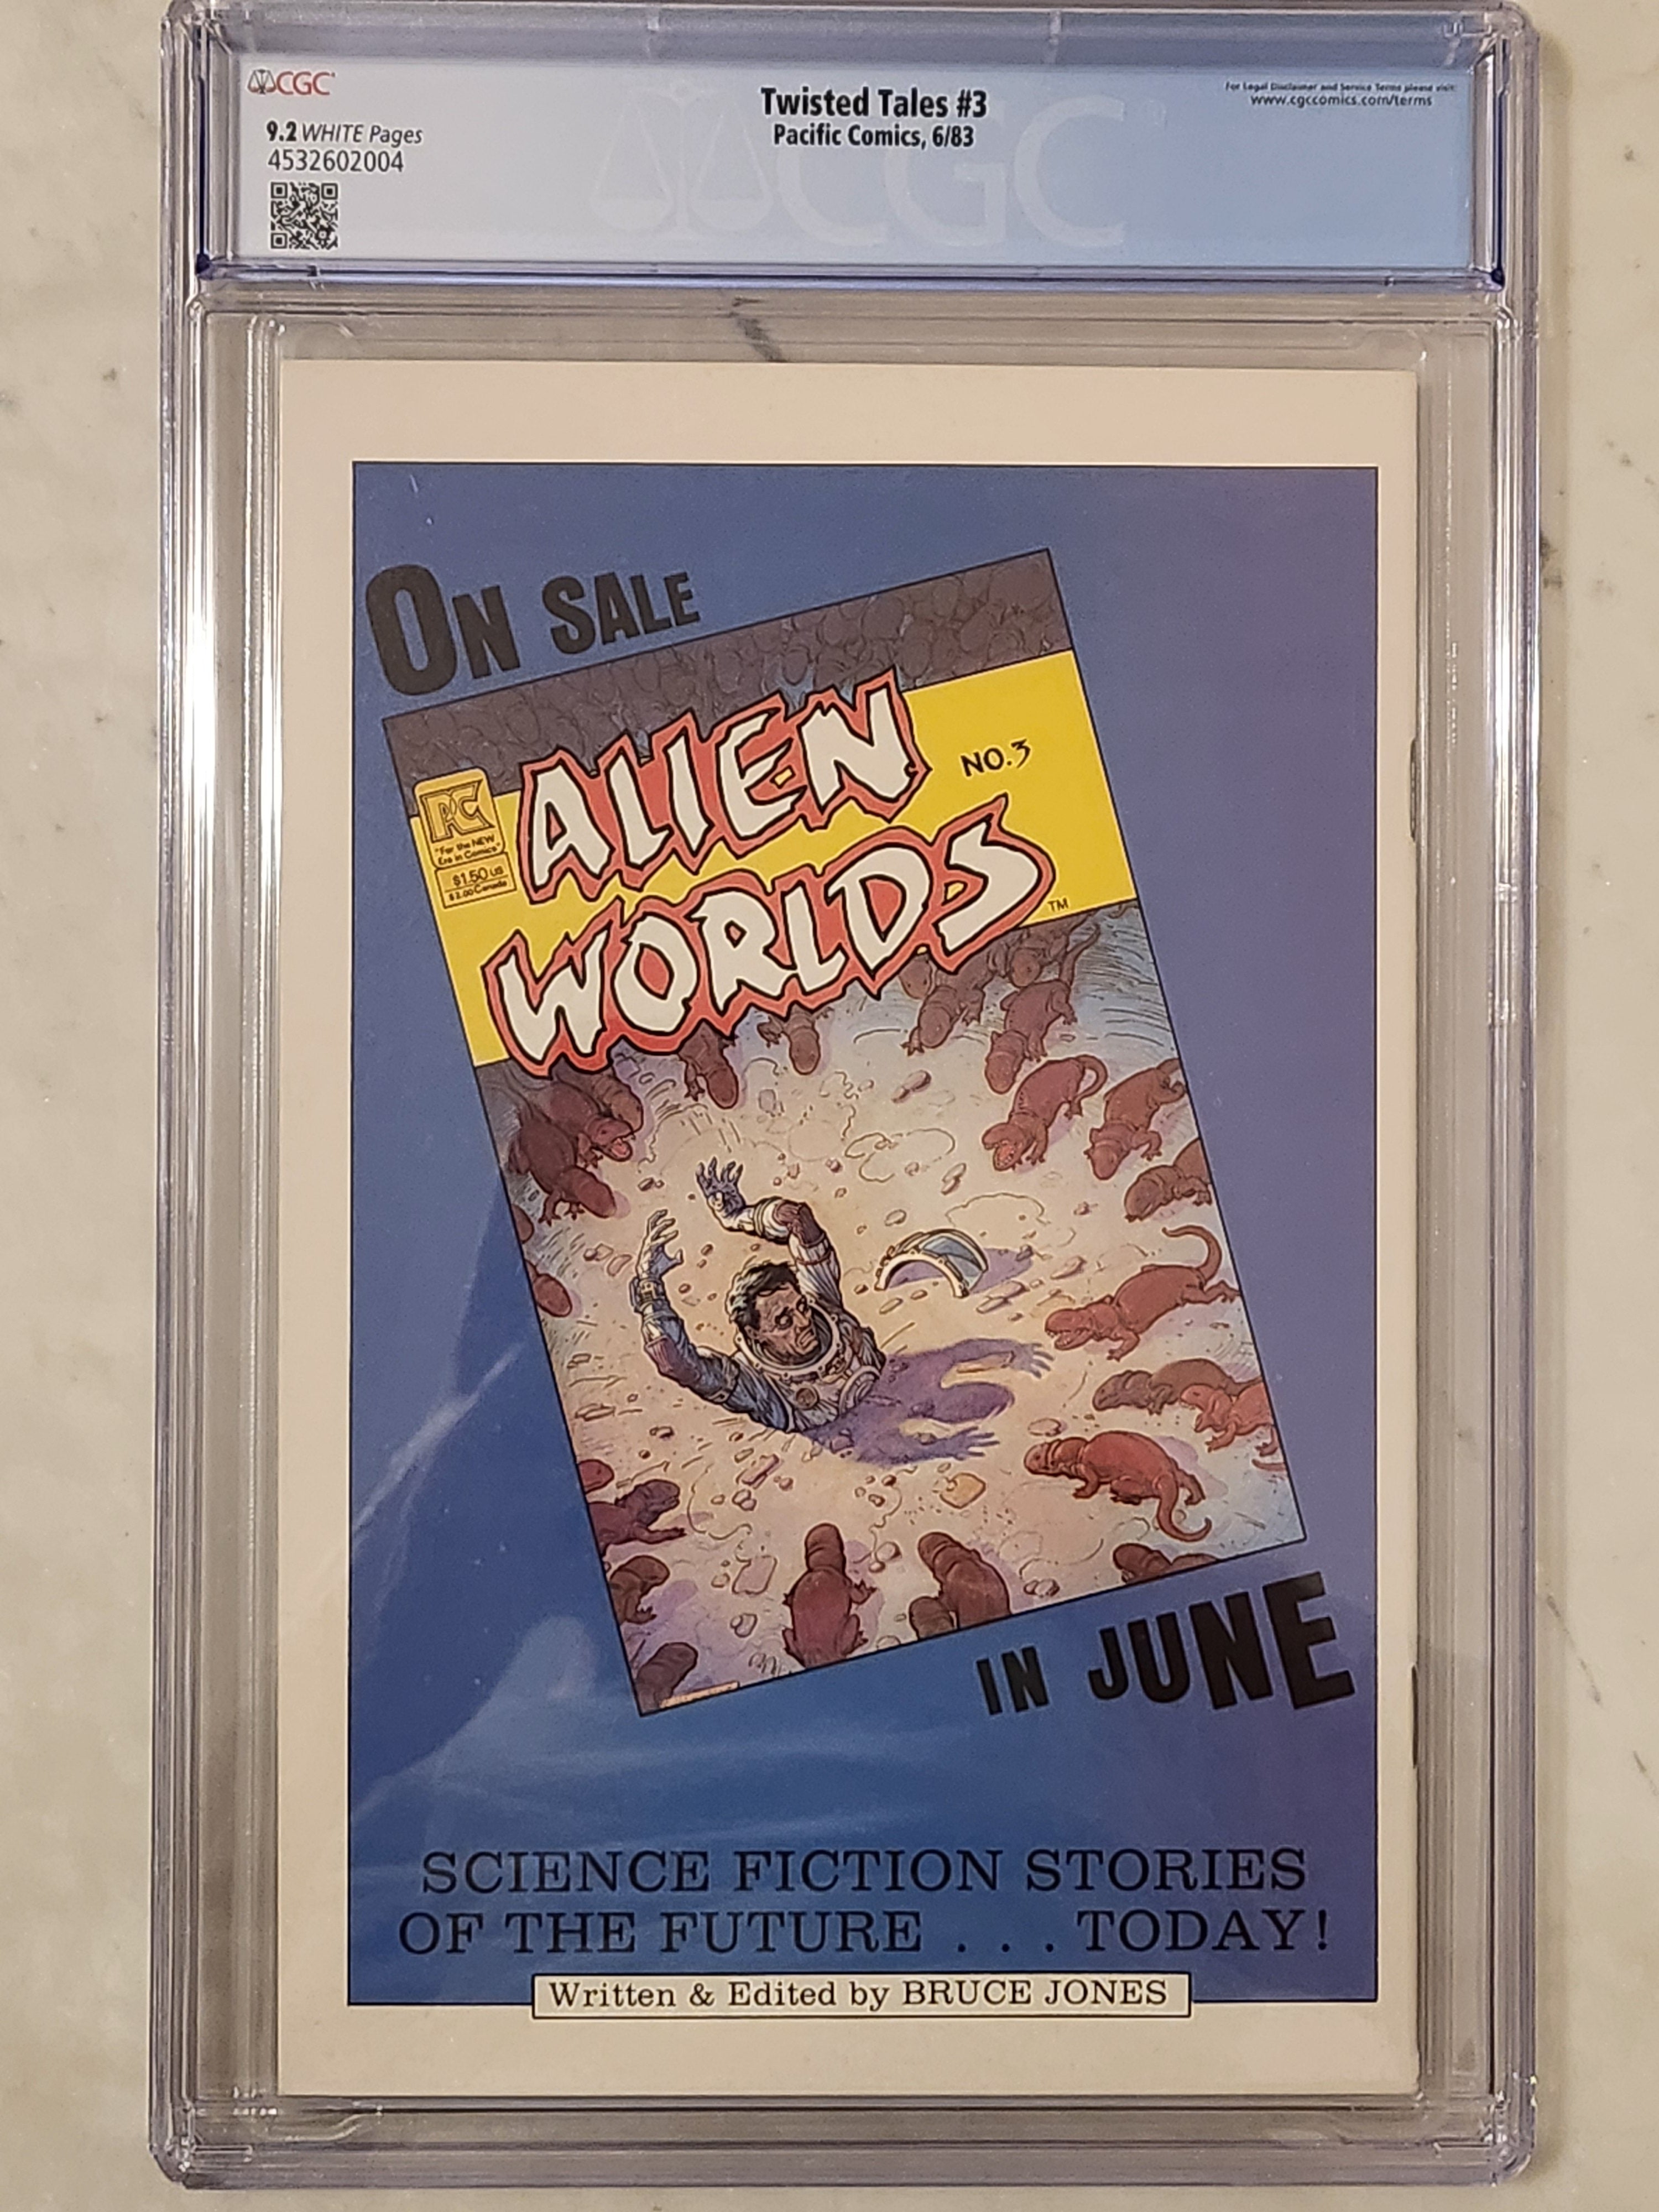 CGC
Twisted Tales #3
Pacific Comics, 6/83
For Legal Disclaimer and Service Terms please visit:
www.cgccomics.com/terms
9.2 WHITE Pages
4532602004
CGC
ON SALE
ALIEN
WORLDS
NO.3
TM
PC
"For the NEW
Era in Comics"
$1.50 US
$2.00 Canada
IN JUNE
SCIENCE FICTION STORIES
OF THE FUTURE . . . TODAY!
Written & Edited by BRUCE JONES